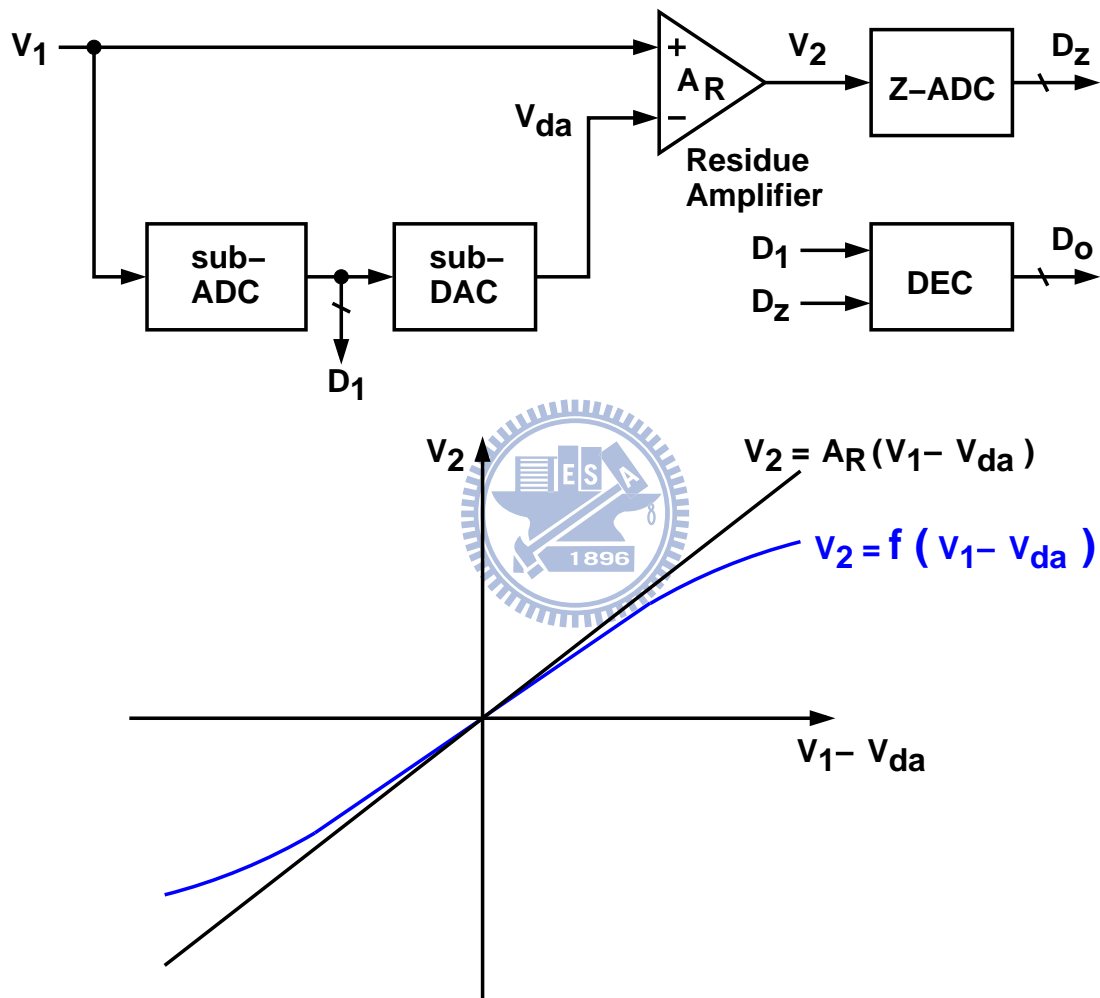 V1
+
AR
−
V2
Z−ADC
Dz
Vda
Residue
Amplifier
sub−
ADC
sub−
DAC
D1
D1
Dz
DEC
Do
V2
V2 = AR(V1− Vda )
E S A
1896
V2 = f ( V1− Vda )
V1− Vda